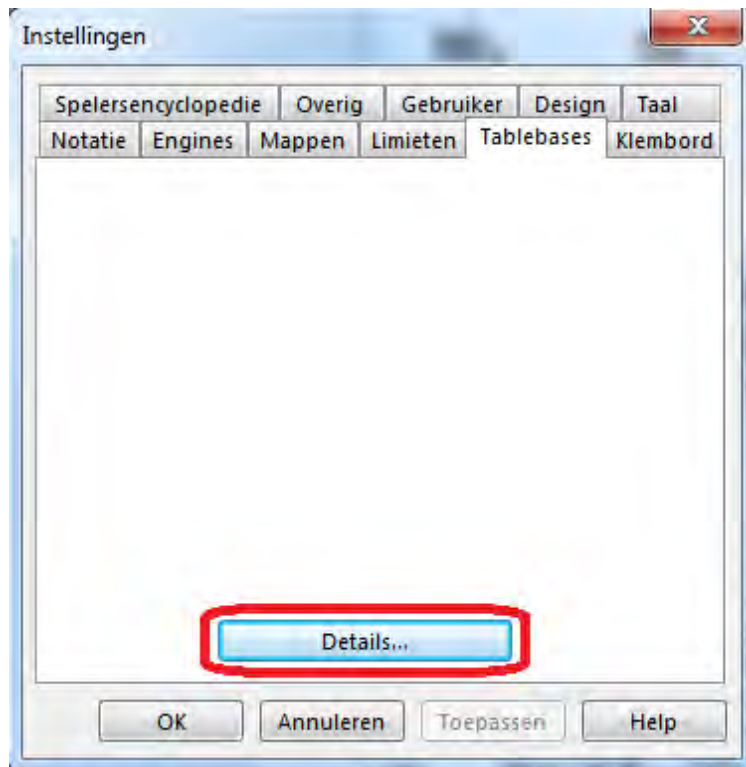 Instellingen
Spelersencyclopedie Overig Gebruiker Design Taal
Notatie Engines Mappen Limieten Tablebases Klembord
Details...
OK Annuleren Toepassen Help